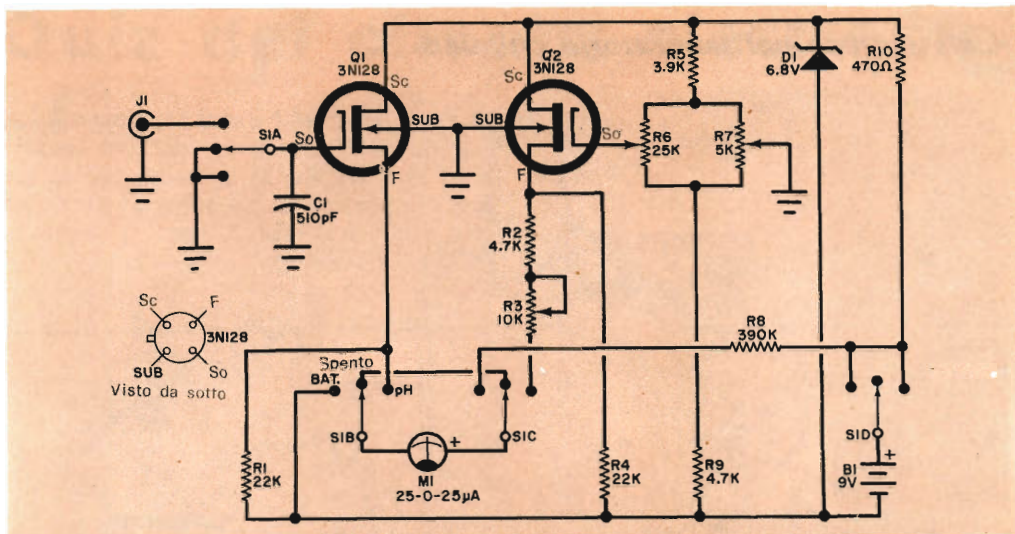 Q1
3N128
Sc
J1
S1A
So
SUB
F
C1
510pF
Q2
3N128
Sc
SUB
So
F
R5
3.9K
R6
25K
R7
5K
D1
6.8V
R10
470Ω
R2
4.7K
R3
10K
R8
390K
Sc
F
3N128
SUB
So
Visto da sotto
Spento
BAT.
pH
S1B
+
S1C
M1
25-0-25µA
R1
22K
R4
22K
R9
4.7K
S1D
+
B1
9V